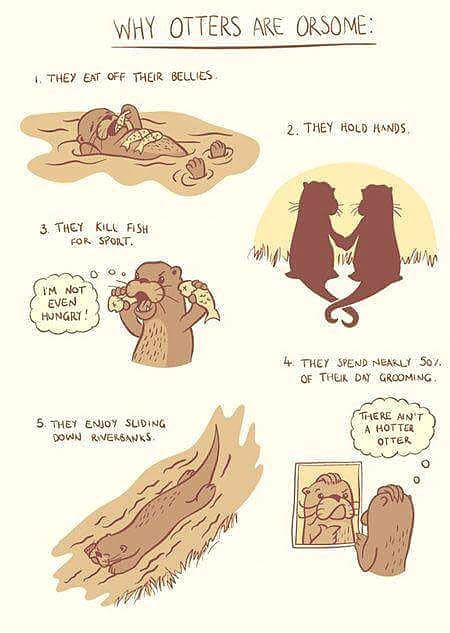 WHY OTTERS ARE ORSOME:
1. THEY EAT OFF THEIR BELLIES.
2. THEY HOLD HANDS.
3. THEY KILL FISH
FOR SPORT.
I'M NOT
EVEN
HUNGRY!
4. THEY SPEND NEARLY 50%
OF THEIR DAY GROOMING.
THERE AIN'T
A HOTTER
OTTER
5. THEY ENJOY SLIDING
DOWN RIVERBANKS.